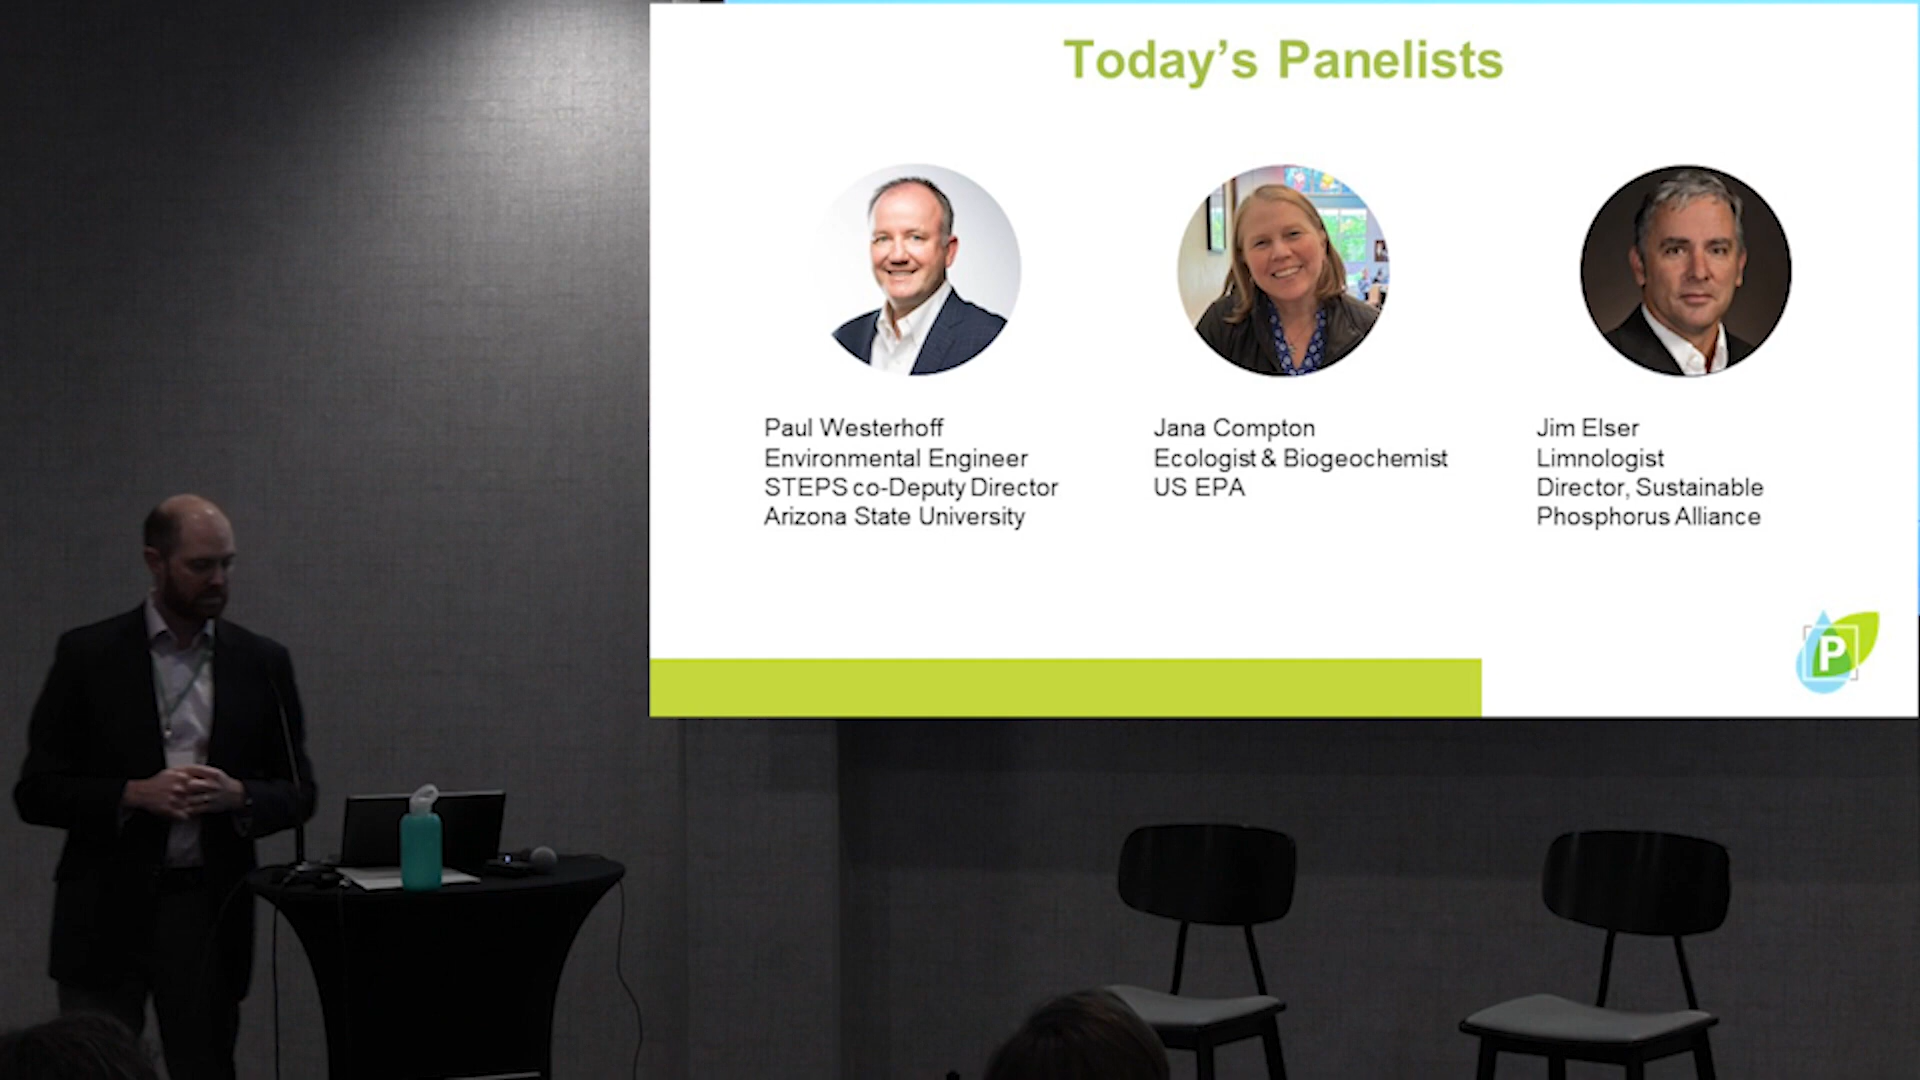 Today's Panelists
Paul Westerhoff
Environmental Engineer
STEPS co-Deputy Director
Arizona State University
Jana Compton
Ecologist & Biogeochemist
US EPA
Jim Elser
Limnologist
Director, Sustainable
Phosphorus Alliance
P